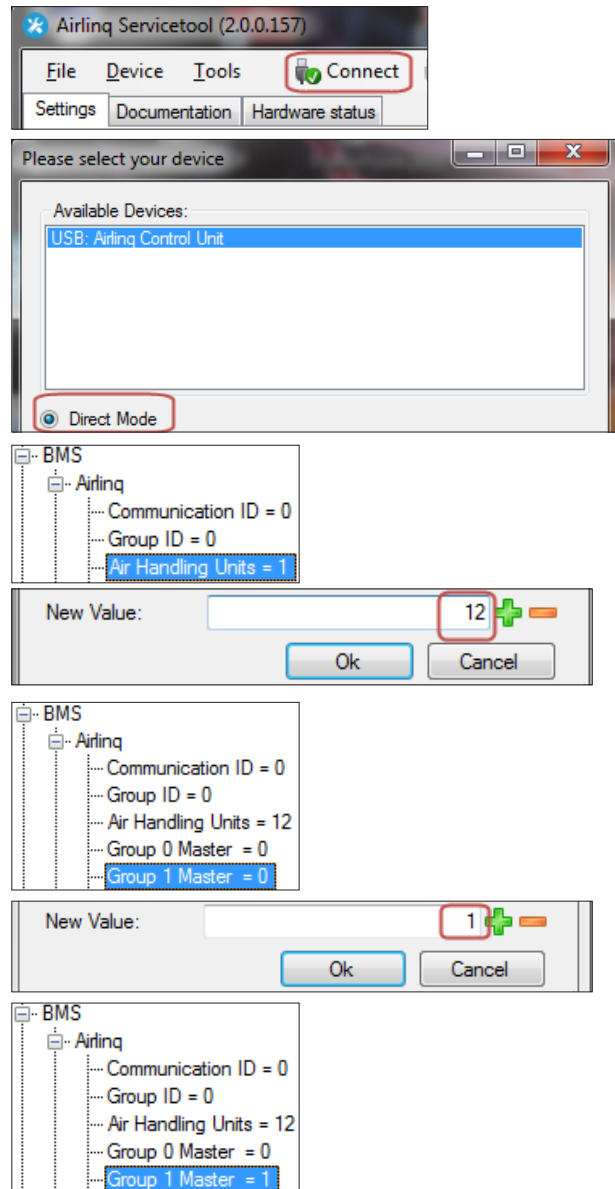 Airlinq Servicetool (2.0.0.157)
File Device Tools Connect
Settings Documentation Hardware status
Please select your device
Available Devices:
USB: Airlinq Control Unit
Direct Mode
BMS
Airlinq
Communication ID = 0
Group ID = 0
Air Handling Units = 1
New Value: 12
Ok Cancel
BMS
Airlinq
Communication ID = 0
Group ID = 0
Air Handling Units = 12
Group 0 Master = 0
Group 1 Master = 0
New Value: 1
Ok Cancel
BMS
Airlinq
Communication ID = 0
Group ID = 0
Air Handling Units = 12
Group 0 Master = 0
Group 1 Master = 1